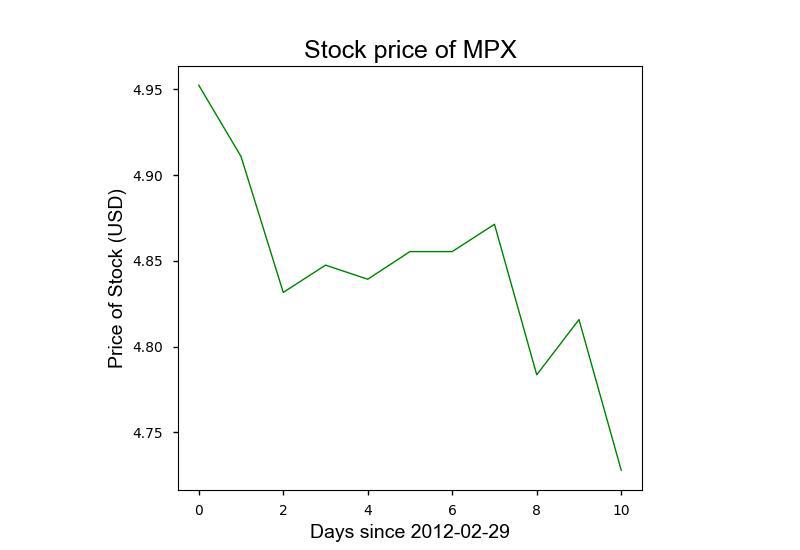 Stock price of MPX
Price of Stock (USD)
4.95
4.90
4.85
4.80
4.75
0 2 4 6 8 10
Days since 2012-02-29